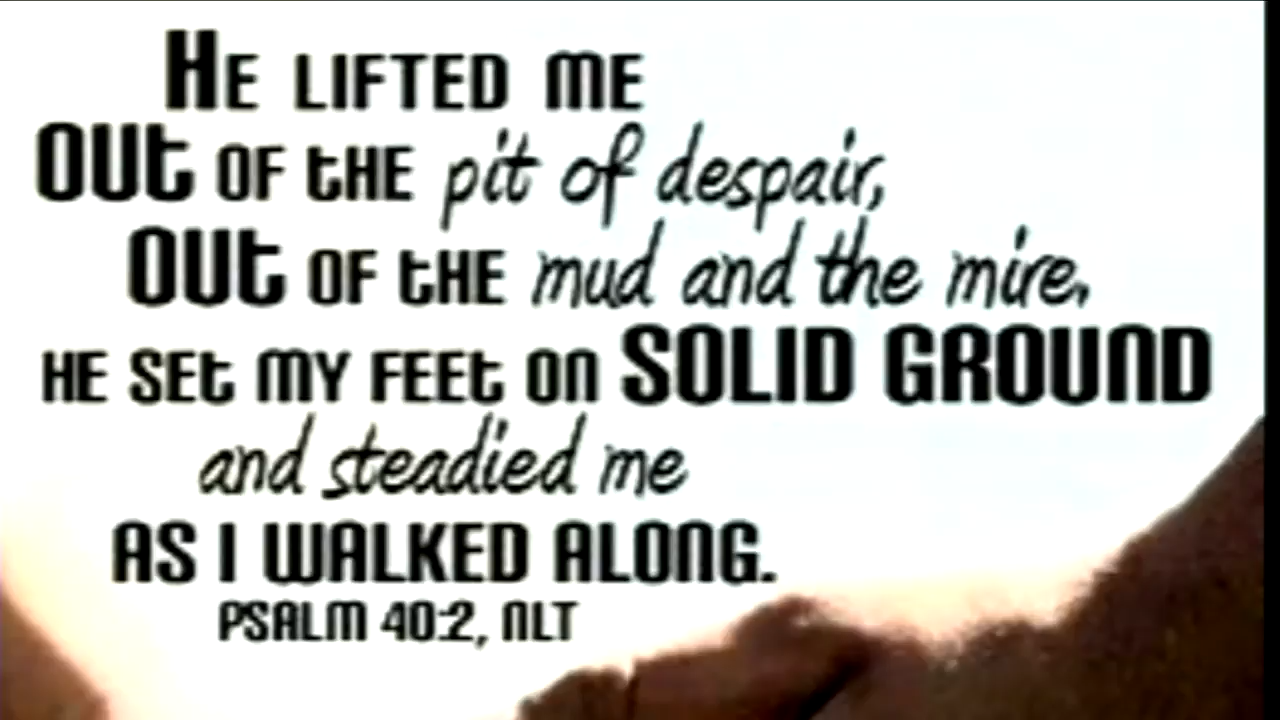 He lifted me
out of the pit of despair,
out of the mud and the mire.
He set my feet on SOLID GROUND
and steadied me
AS I WALKED ALONG.
PSALM 40:2, NLT